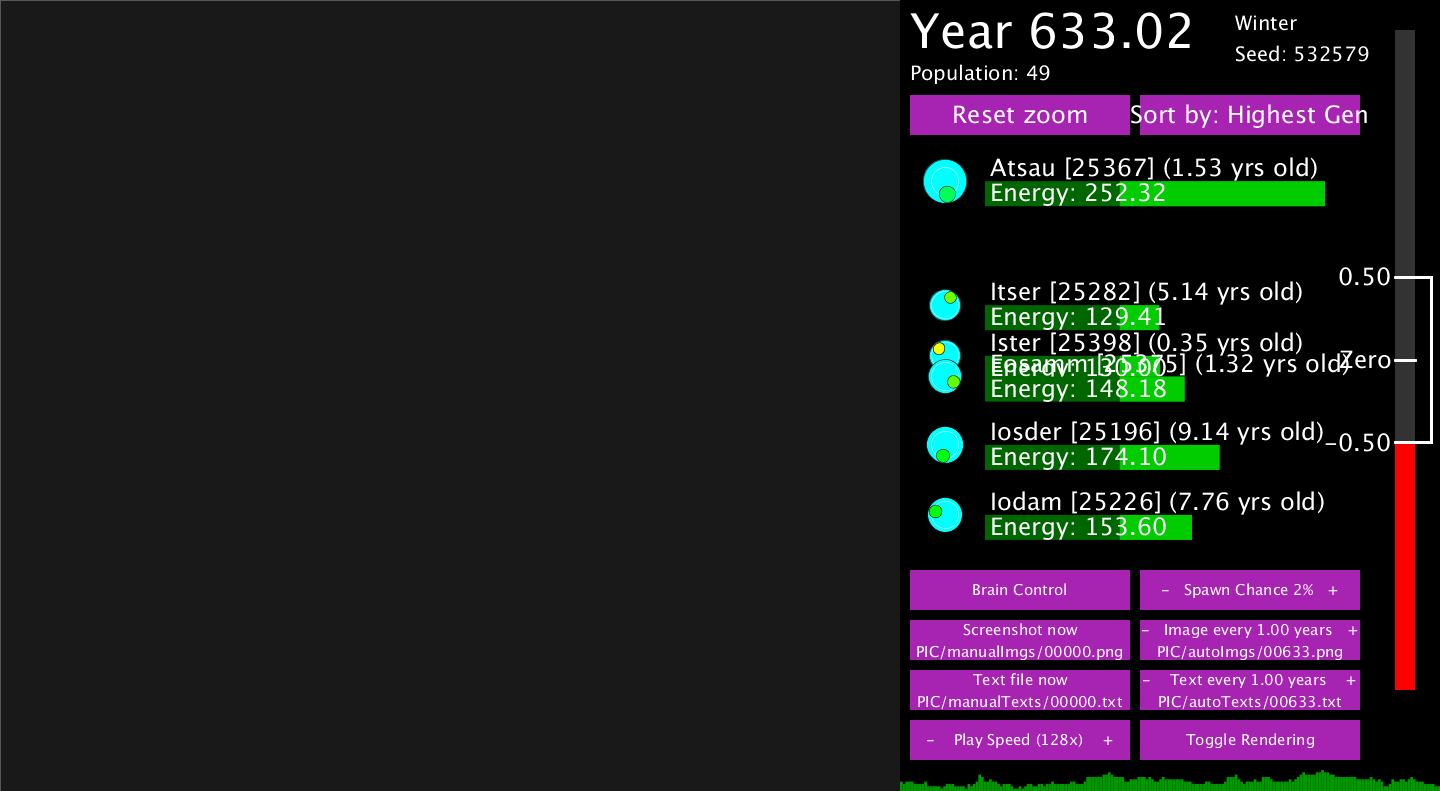 Year 633.02
Winter
Seed: 532579
Population: 49
Reset zoom
Sort by: Highest Gen
Atsau [25367] (1.53 yrs old)
Energy: 252.32
0.50
Itser [25282] (5.14 yrs old)
Energy: 129.41
Ister [25398] (0.35 yrs old)
Energy: 130.00
Eosamm [25375] (1.32 yrs old)
Zero
Energy: 148.18
Iosder [25196] (9.14 yrs old)
-0.50
Energy: 174.10
Iodam [25226] (7.76 yrs old)
Energy: 153.60
Brain Control
- Spawn Chance 2% +
Screenshot now
PIC/manualImgs/00000.png
- Image every 1.00 years +
PIC/autoImgs/00633.png
Text file now
PIC/manualTexts/00000.txt
- Text every 1.00 years +
PIC/autoTexts/00633.txt
- Play Speed (128x) +
Toggle Rendering